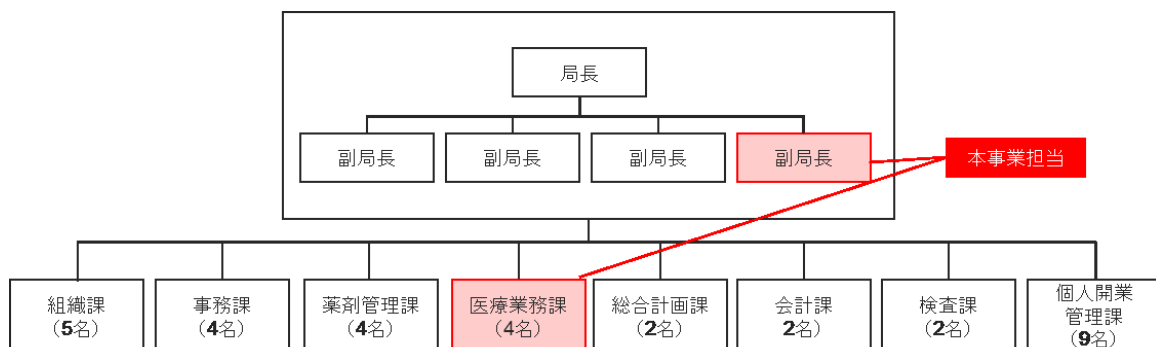 局長
副局長
副局長
副局長
副局長
本事業担当
組織課
（5名）
事務課
（4名）
薬剤管理課
（4名）
医療業務課
（4名）
総合計画課
（2名）
会計課
2名）
検査課
（2名）
個人開業
管理課
（9名）